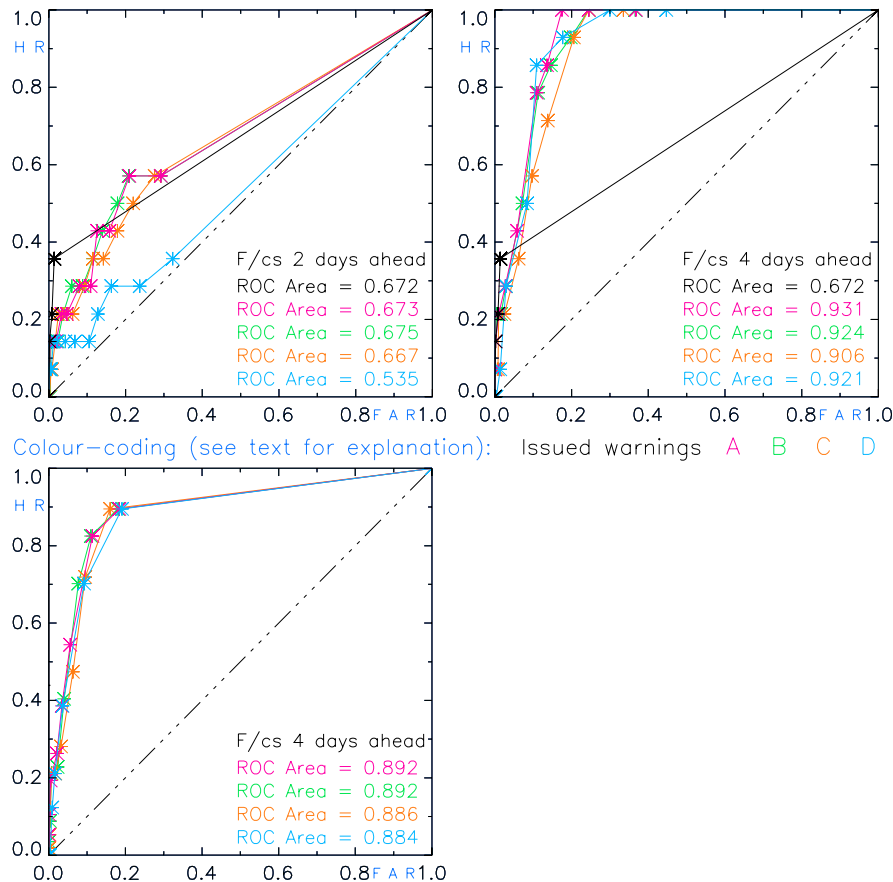 1.0
H R
0.8
0.6
0.4
0.2
0.0
F/cs 2 days ahead
ROC Area = 0.672
ROC Area = 0.673
ROC Area = 0.675
ROC Area = 0.667
ROC Area = 0.535
0.0 0.2 0.4 0.6 0.8 F A R 1.0
1.0
H R
0.8
0.6
0.4
0.2
0.0
F/cs 4 days ahead
ROC Area = 0.672
ROC Area = 0.931
ROC Area = 0.924
ROC Area = 0.906
ROC Area = 0.921
0.0 0.2 0.4 0.6 0.8 F A R 1.0
Colour-coding (see text for explanation): Issued warnings A B C D
1.0
H R
0.8
0.6
0.4
0.2
0.0
F/cs 4 days ahead
ROC Area = 0.892
ROC Area = 0.892
ROC Area = 0.886
ROC Area = 0.884
0.0 0.2 0.4 0.6 0.8 F A R 1.0